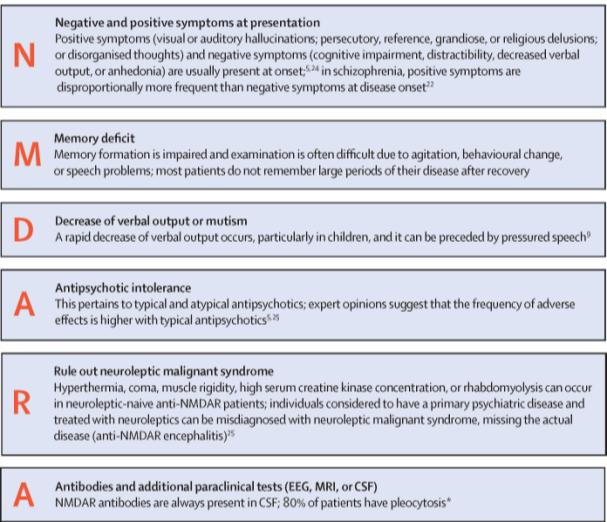 N
Negative and positive symptoms at presentation
Positive symptoms (visual or auditory hallucinations; persecutory, reference, grandiose, or religious delusions;
or disorganised thoughts) and negative symptoms (cognitive impairment, distractibility, decreased verbal
output, or anhedonia) are usually present at onset;5,24 in schizophrenia, positive symptoms are
disproportionally more frequent than negative symptoms at disease onset22
M
Memory deficit
Memory formation is impaired and examination is often difficult due to agitation, behavioural change,
or speech problems; most patients do not remember large periods of their disease after recovery
D
Decrease of verbal output or mutism
A rapid decrease of verbal output occurs, particularly in children, and it can be preceded by pressured speech9
A
Antipsychotic intolerance
This pertains to typical and atypical antipsychotics; expert opinions suggest that the frequency of adverse
effects is higher with typical antipsychotics5,25
R
Rule out neuroleptic malignant syndrome
Hyperthermia, coma, muscle rigidity, high serum creatine kinase concentration, or rhabdomyolysis can occur
in neuroleptic-naive anti-NMDAR patients; individuals considered to have a primary psychiatric disease and
treated with neuroleptics can be misdiagnosed with neuroleptic malignant syndrome, missing the actual
disease (anti-NMDAR encephalitis)25
A
Antibodies and additional paraclinical tests (EEG, MRI, or CSF)
NMDAR antibodies are always present in CSF; 80% of patients have pleocytosis*